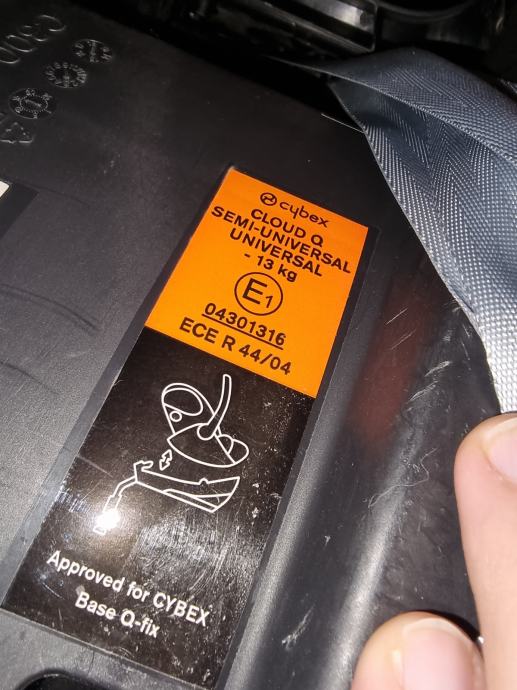 cybex
CLOUD Q
SEMI-UNIVERSAL
UNIVERSAL
- 13 kg
E1
04301316
ECE R 44/04
Approved for CYBEX
Base Q-fix